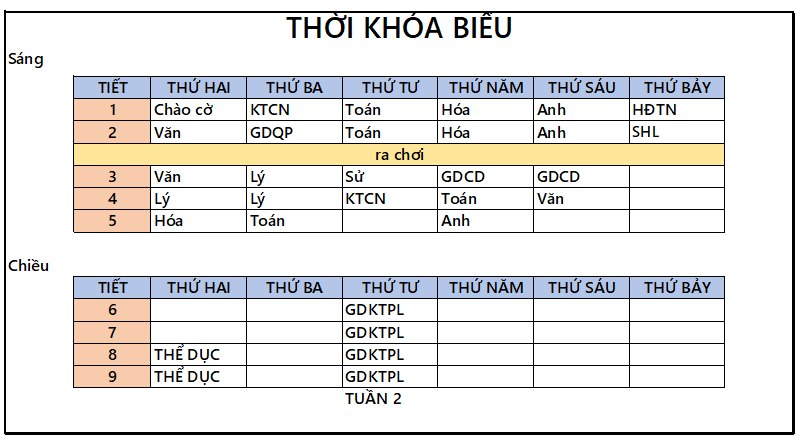 THỜI KHÓA BIỂU
Sáng
TIẾT THỨ HAI THỨ BA THỨ TƯ THỨ NĂM THỨ SÁU THỨ BẢY
1 Chào cờ KTCN Toán Hóa Anh HĐTN
2 Văn GDQP Toán Hóa Anh SHL
ra chơi
3 Văn Lý Sử GDCD GDCD
4 Lý Lý KTCN Toán Văn
5 Hóa Toán Anh
Chiều
TIẾT THỨ HAI THỨ BA THỨ TƯ THỨ NĂM THỨ SÁU THỨ BẢY
6 GDKTPL
7 GDKTPL
8 THỂ DỤC GDKTPL
9 THỂ DỤC GDKTPL
TUẦN 2